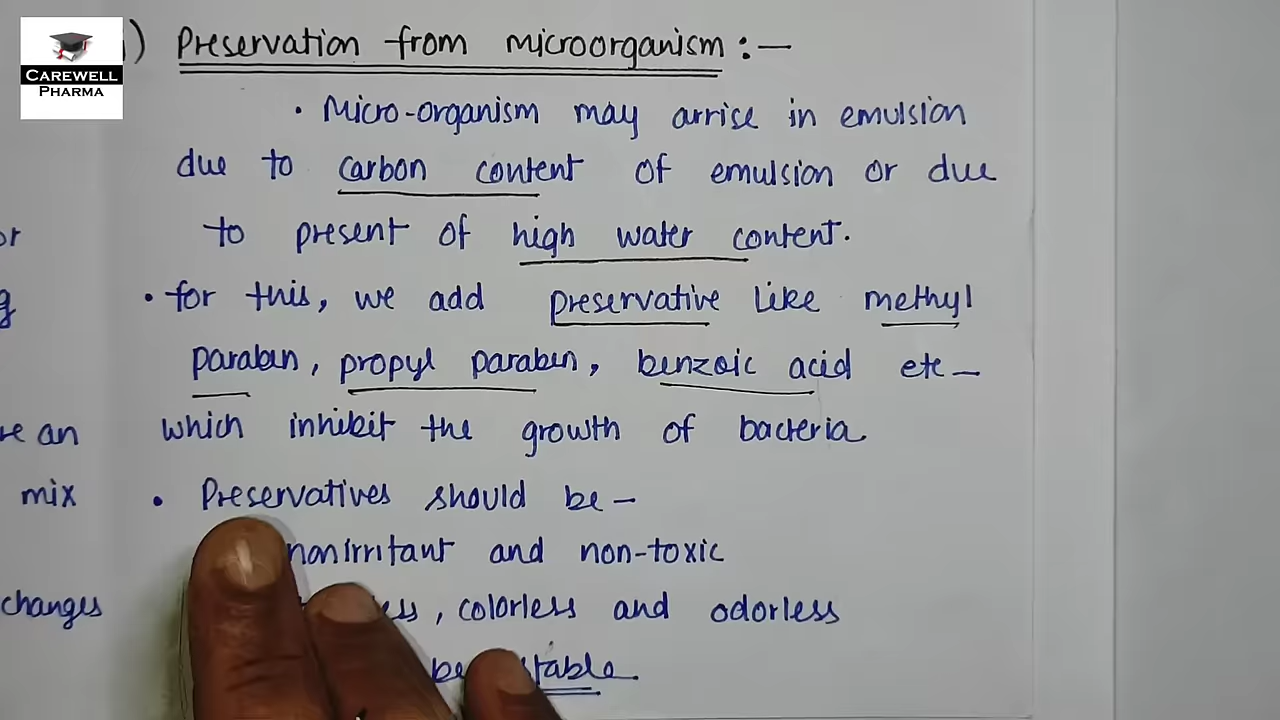 CAREWELL
PHARMA
) Preservation from microorganism :—
• Micro-organism may arrise in emulsion
due to carbon content of emulsion or due
to present of high water content.
• for this, we add preservative like methyl
paraben, propyl paraben, benzoic acid etc —
which inhibit the growth of bacteria
• Preservatives should be —
nonirritant and non-toxic
, colorless and odorless
be stable.
or
g
an
mix
changes